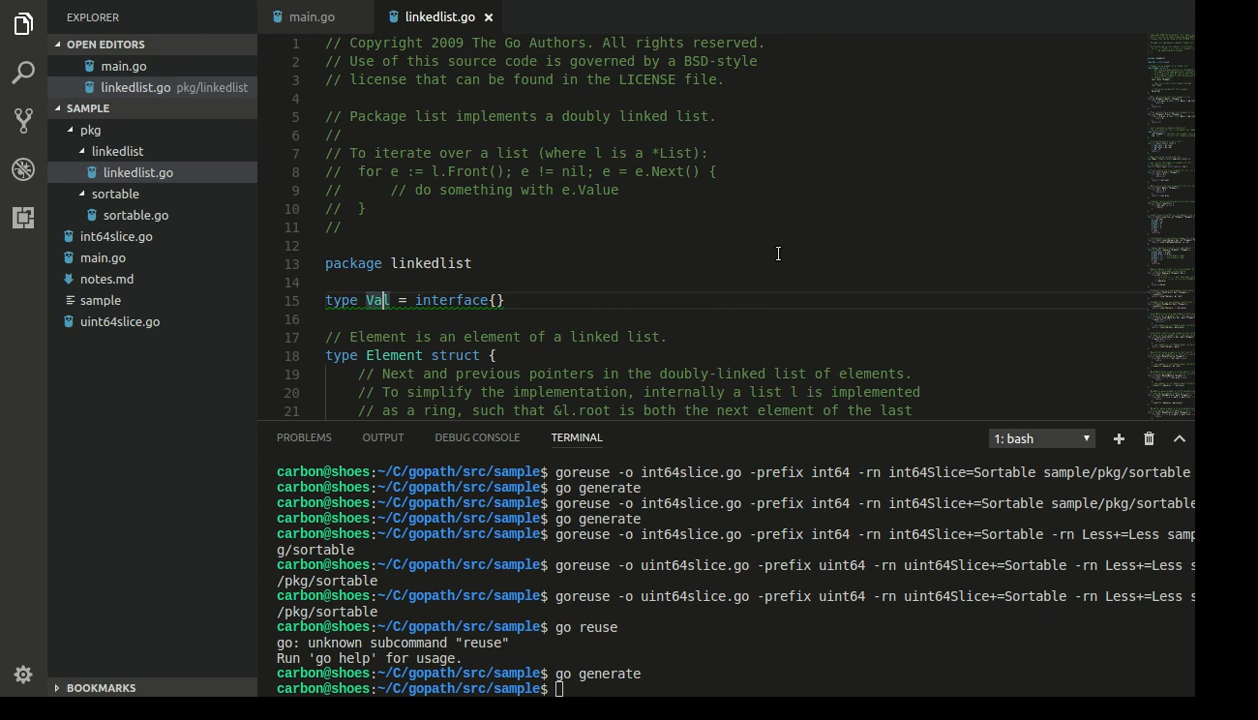 EXPLORER
OPEN EDITORS
main.go
linkedlist.go pkg/linkedlist
SAMPLE
pkg
linkedlist
linkedlist.go
sortable
sortable.go
int64slice.go
main.go
notes.md
sample
uint64slice.go
BOOKMARKS
main.go
linkedlist.go
1 // Copyright 2009 The Go Authors. All rights reserved.
2 // Use of this source code is governed by a BSD-style
3 // license that can be found in the LICENSE file.
4
5 // Package list implements a doubly linked list.
6 //
7 // To iterate over a list (where l is a *List):
8 //  for e := l.Front(); e != nil; e = e.Next() {
9 //      // do something with e.Value
10 //  }
11 //
12
13 package linkedlist
14
15 type Val = interface{}
16
17 // Element is an element of a linked list.
18 type Element struct {
19     // Next and previous pointers in the doubly-linked list of elements.
20     // To simplify the implementation, internally a list l is implemented
21     // as a ring, such that &l.root is both the next element of the last
PROBLEMS OUTPUT DEBUG CONSOLE TERMINAL
1: bash
carbon@shoes:~/C/gopath/src/sample$ goreuse -o int64slice.go -prefix int64 -rn int64Slice=Sortable sample/pkg/sortable
carbon@shoes:~/C/gopath/src/sample$ go generate
carbon@shoes:~/C/gopath/src/sample$ goreuse -o int64slice.go -prefix int64 -rn int64Slice+=Sortable sample/pkg/sortable
carbon@shoes:~/C/gopath/src/sample$ go generate
carbon@shoes:~/C/gopath/src/sample$ goreuse -o int64slice.go -prefix int64 -rn int64Slice+=Sortable -rn Less+=Less samp
g/sortable
carbon@shoes:~/C/gopath/src/sample$ goreuse -o uint64slice.go -prefix uint64 -rn uint64Slice+=Sortable -rn Less+=Less s
/pkg/sortable
carbon@shoes:~/C/gopath/src/sample$ goreuse -o uint64slice.go -prefix uint64 -rn uint64Slice+=Sortable -rn Less+=Less s
/pkg/sortable
carbon@shoes:~/C/gopath/src/sample$ go reuse
go: unknown subcommand "reuse"
Run 'go help' for usage.
carbon@shoes:~/C/gopath/src/sample$ go generate
carbon@shoes:~/C/gopath/src/sample$